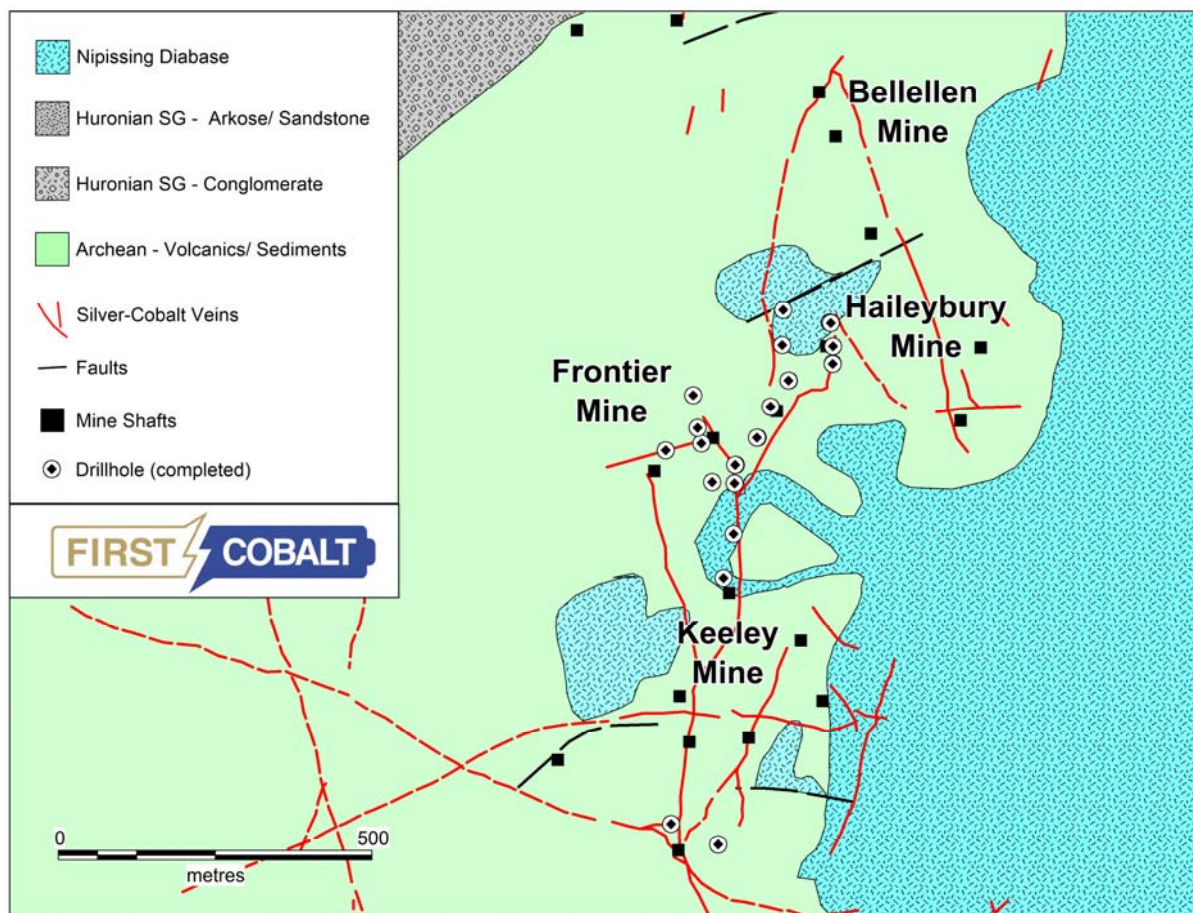 Nipissing Diabase
Huronian SG - Arkose/ Sandstone
Huronian SG - Conglomerate
Archean - Volcanics/ Sediments
Silver-Cobalt Veins
Faults
Mine Shafts
Drillhole (completed)
FIRST COBALT
Bellellen
Mine
Haileybury
Mine
Frontier
Mine
Keeley
Mine
0 500
metres